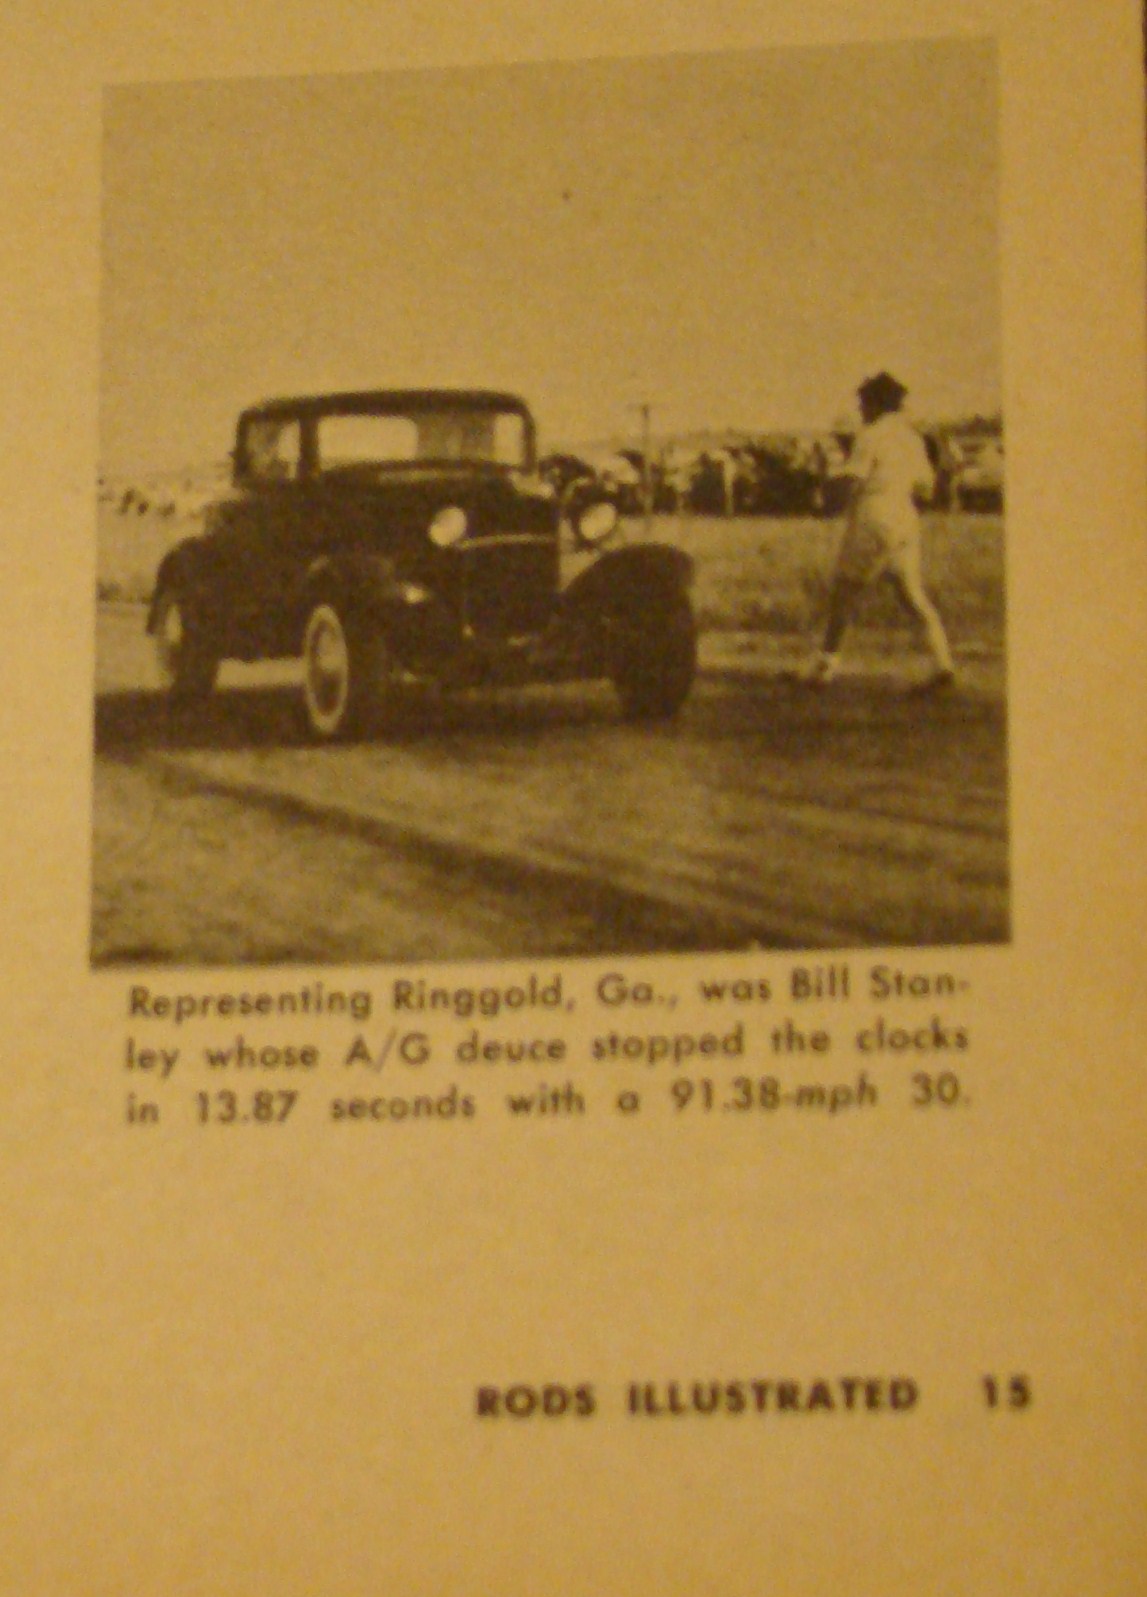 Representing Ringgold, Ga., was Bill Stan-
ley whose A/G deuce stopped the clocks
in 13.87 seconds with a 91.38-mph 30.
RODS ILLUSTRATED 15